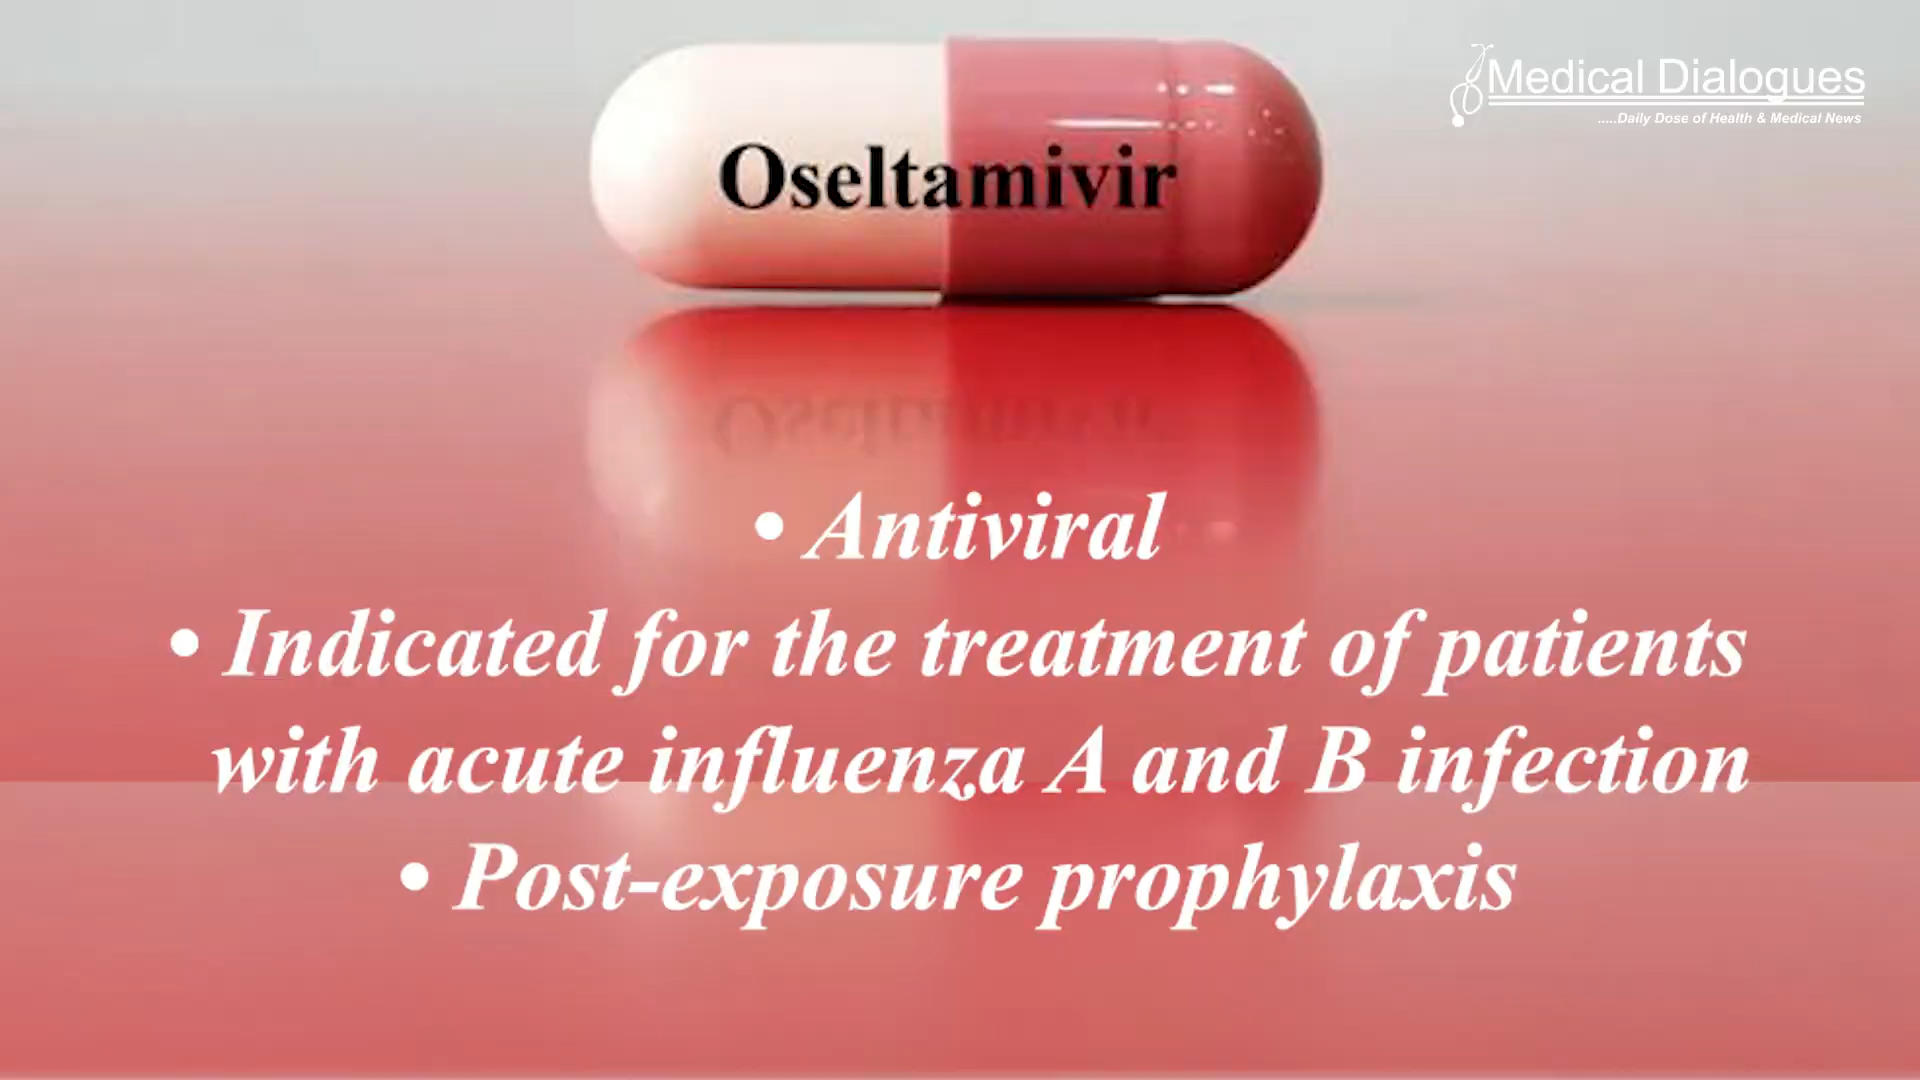 Medical Dialogues
.....Daily Dose of Health & Medical News
Oseltamivir
• Antiviral
• Indicated for the treatment of patients
with acute influenza A and B infection
• Post-exposure prophylaxis